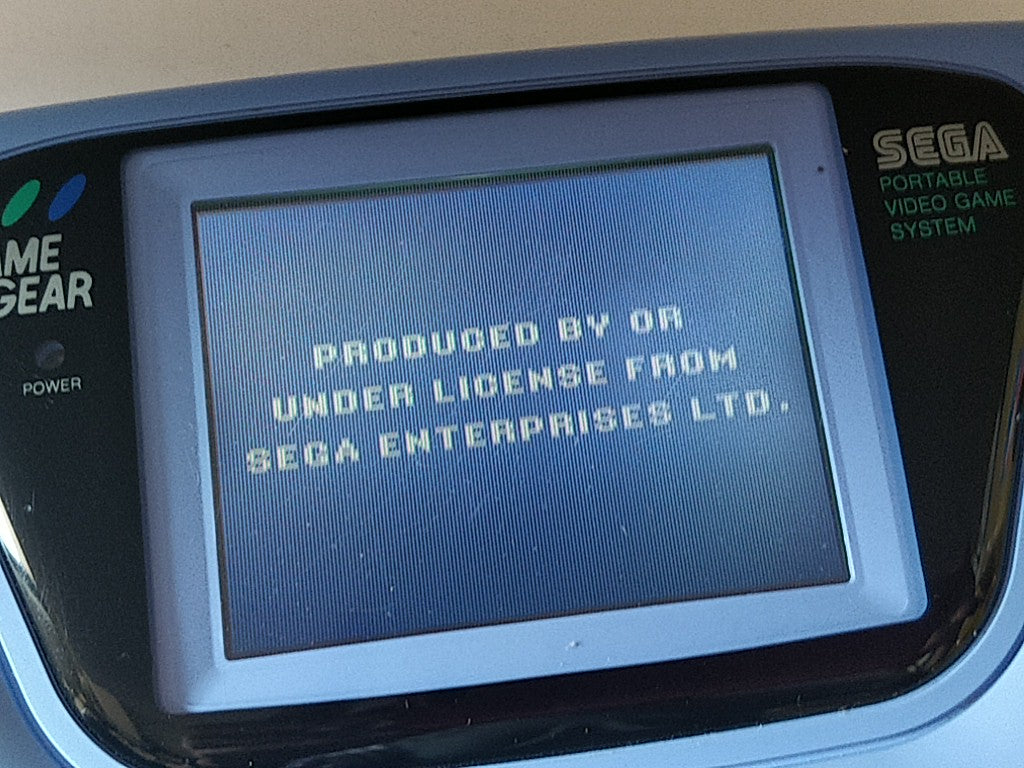 AME
GEAR
POWER
PRODUCED BY OR
UNDER LICENSE FROM
SEGA ENTERPRISES LTD.
SEGA
PORTABLE
VIDEO GAME
SYSTEM